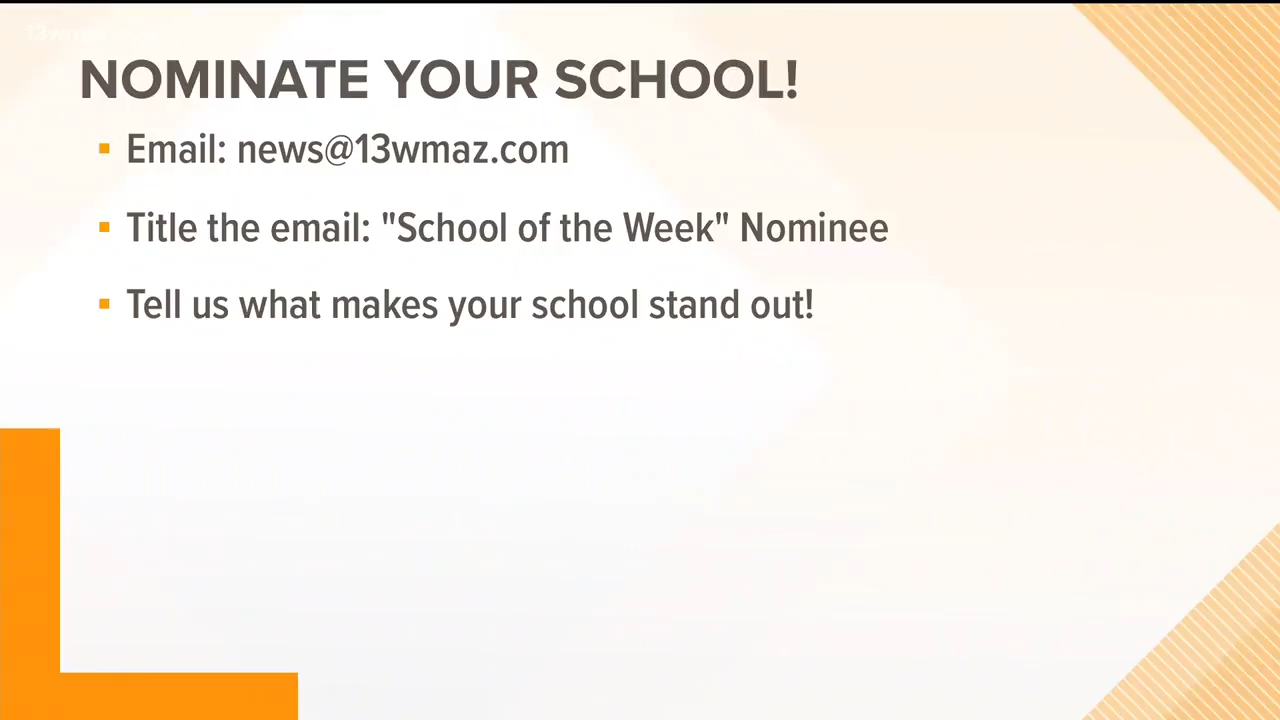 NOMINATE YOUR SCHOOL!
Email: news@13wmaz.com
Title the email: "School of the Week" Nominee
Tell us what makes your school stand out!